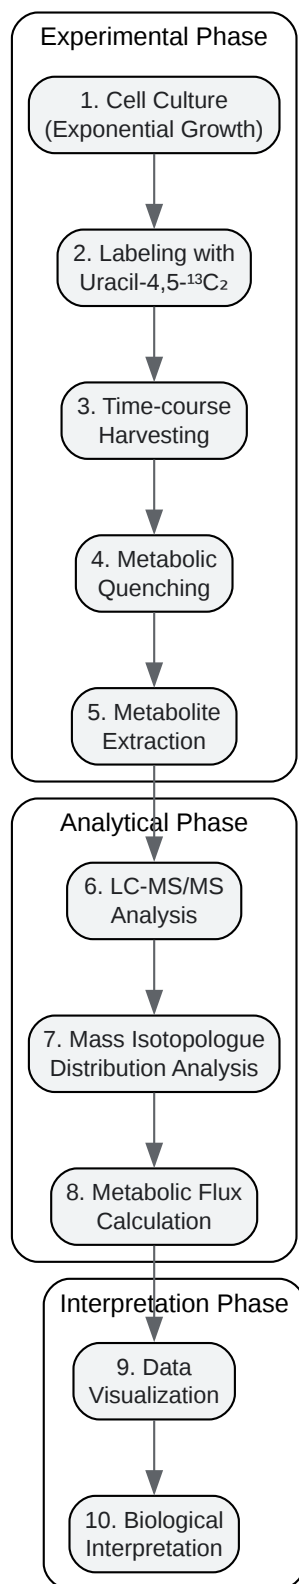 Experimental Phase
1. Cell Culture
(Exponential Growth)
2. Labeling with
Uracil-4,5-¹³C₂
3. Time-course
Harvesting
4. Metabolic
Quenching
5. Metabolite
Extraction
Analytical Phase
6. LC-MS/MS
Analysis
7. Mass Isotopologue
Distribution Analysis
8. Metabolic Flux
Calculation
Interpretation Phase
9. Data
Visualization
10. Biological
Interpretation